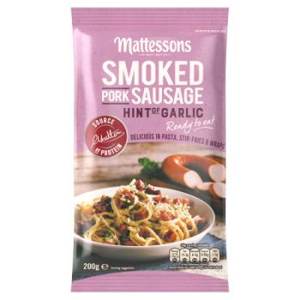 Mattessons
SMOKED
PORK SAUSAGE
HINT OF GARLIC
Ready to eat
DELICIOUS IN PASTA, STIR-FRIES & WRAPS
SOURCE
OF PROTEIN
200g e